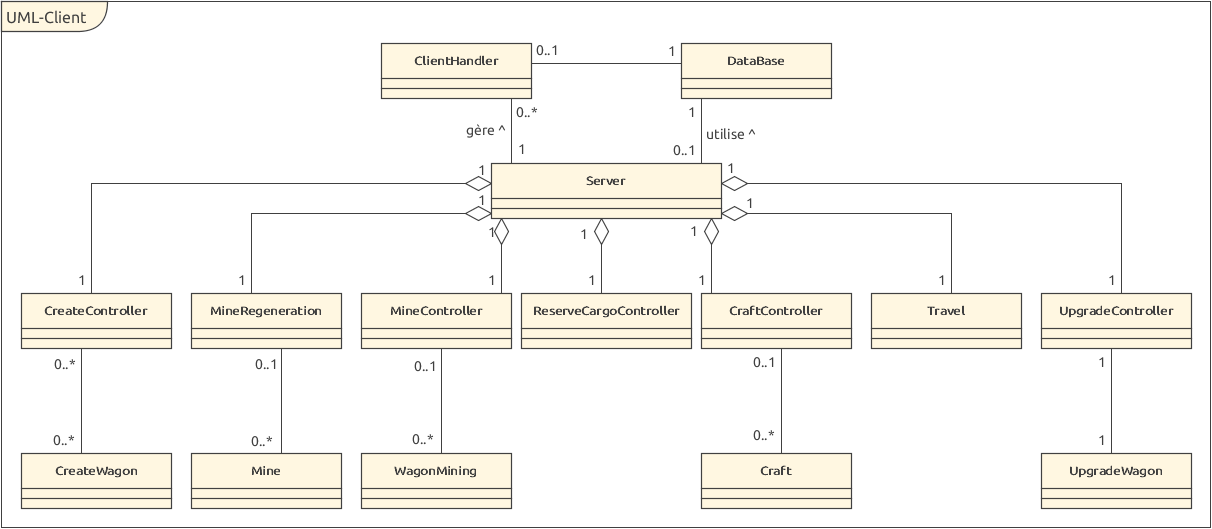 UML-Client
ClientHandler
0..1
1
DataBase
0..*
1
gère ^
utilise ^
1
0..1
Server
1
1
1
1
1
1
1
1
1
1
1
1
1
1
CreateController
MineRegeneration
MineController
ReserveCargoController
CraftController
Travel
UpgradeController
0..*
0..1
0..1
0..1
1
0..*
0..*
0..*
0..*
1
CreateWagon
Mine
WagonMining
Craft
UpgradeWagon